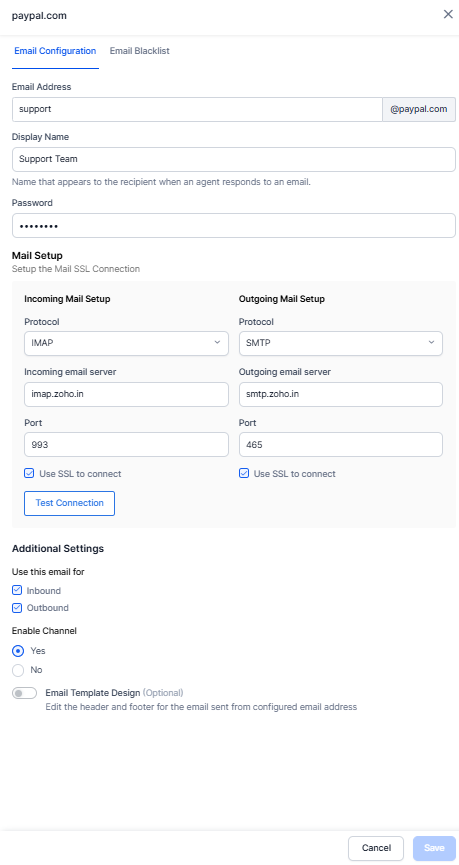 paypal.com
Email Configuration Email Blacklist
Email Address
support @paypal.com
Display Name
Support Team
Name that appears to the recipient when an agent responds to an email.
Password
••••••••
Mail Setup
Setup the Mail SSL Connection
Incoming Mail Setup Outgoing Mail Setup
Protocol Protocol
IMAP SMTP
Incoming email server Outgoing email server
imap.zoho.in smtp.zoho.in
Port Port
993 465
Use SSL to connect Use SSL to connect
Test Connection
Additional Settings
Use this email for
Inbound
Outbound
Enable Channel
Yes
No
Email Template Design (Optional)
Edit the header and footer for the email sent from configured email address
Cancel Save